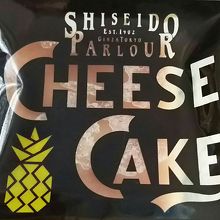 SHISEIDO
EST. 1902
GINZA TOKYO
PARLOUR
CHEESE
CAKE